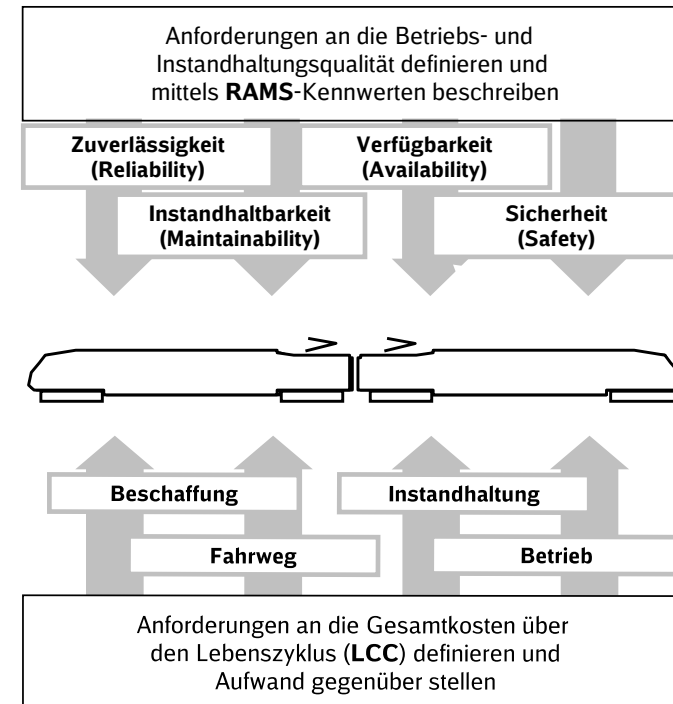 Anforderungen an die Betriebs- und
Instandhaltungsqualität definieren und
mittels RAMS-Kennwerten beschreiben
Zuverlässigkeit
(Reliability)
Verfügbarkeit
(Availability)
Instandhaltbarkeit
(Maintainability)
Sicherheit
(Safety)
Beschaffung
Instandhaltung
Fahrweg
Betrieb
Anforderungen an die Gesamtkosten über
den Lebenszyklus (LCC) definieren und
Aufwand gegenüber stellen